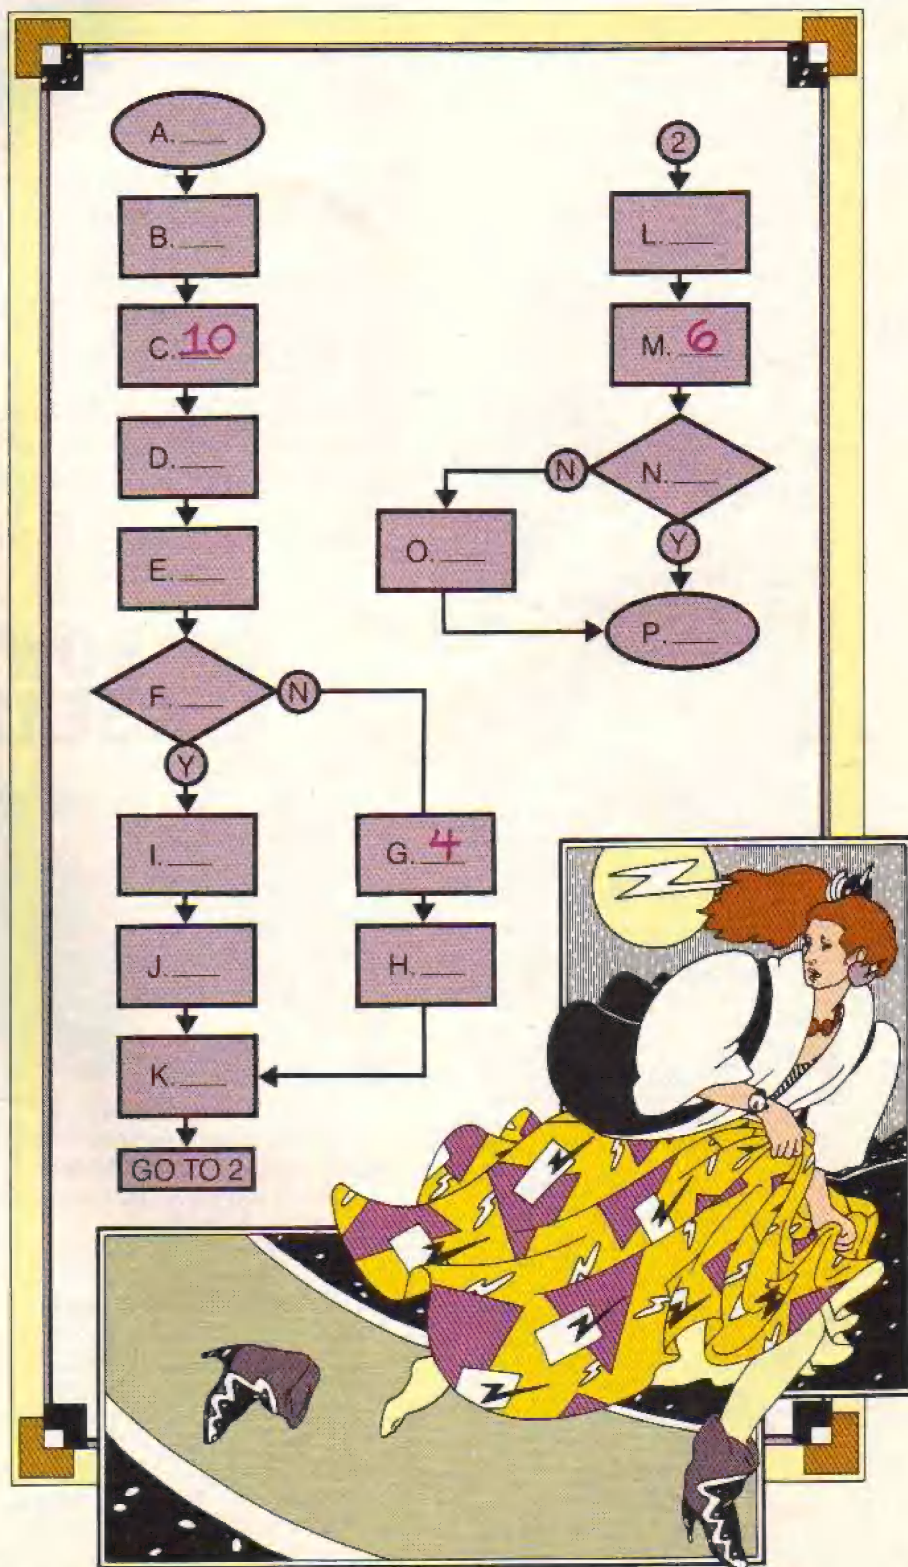 A. ___
B. ___
C. 10
D. ___
E. ___
F. ___
N
Y
I. ___
G. 4
J. ___
H. ___
K. ___
GO TO 2
2
L. ___
M. 6
N. ___
N
Y
O. ___
P. ___